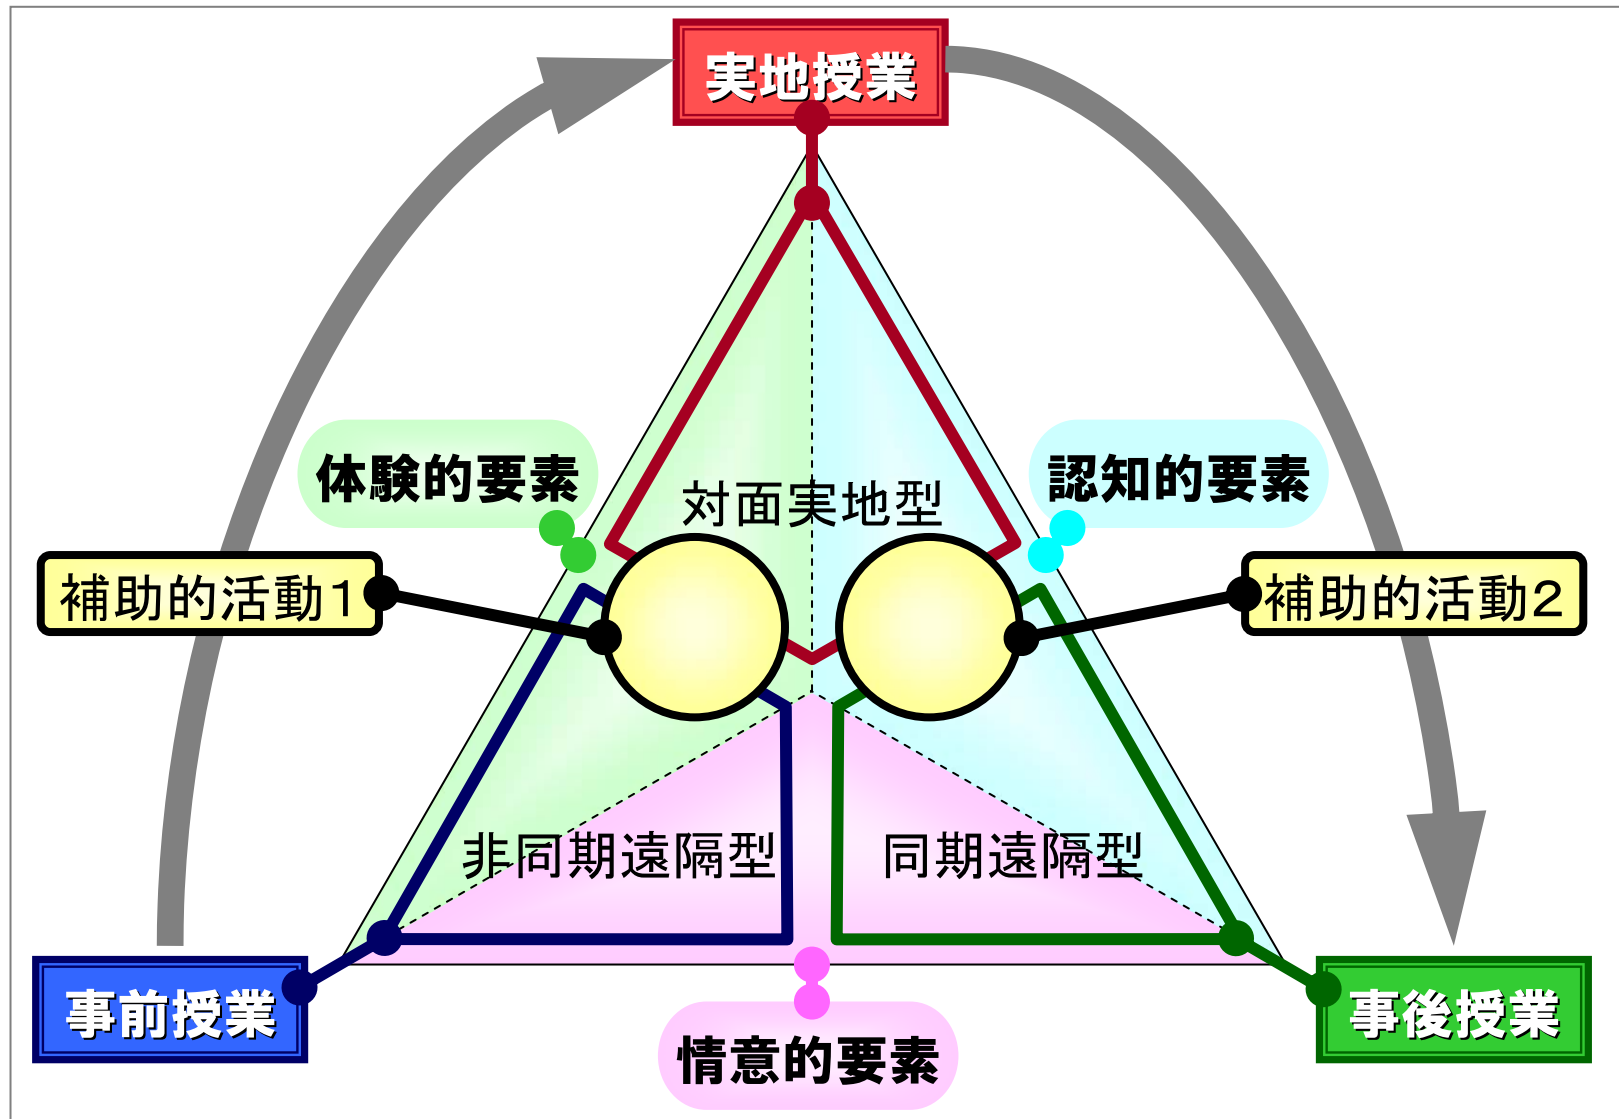 実地授業
体験的要素
認知的要素
対面実地型
補助的活動1
補助的活動2
非同期遠隔型
同期遠隔型
事前授業
事後授業
情意的要素